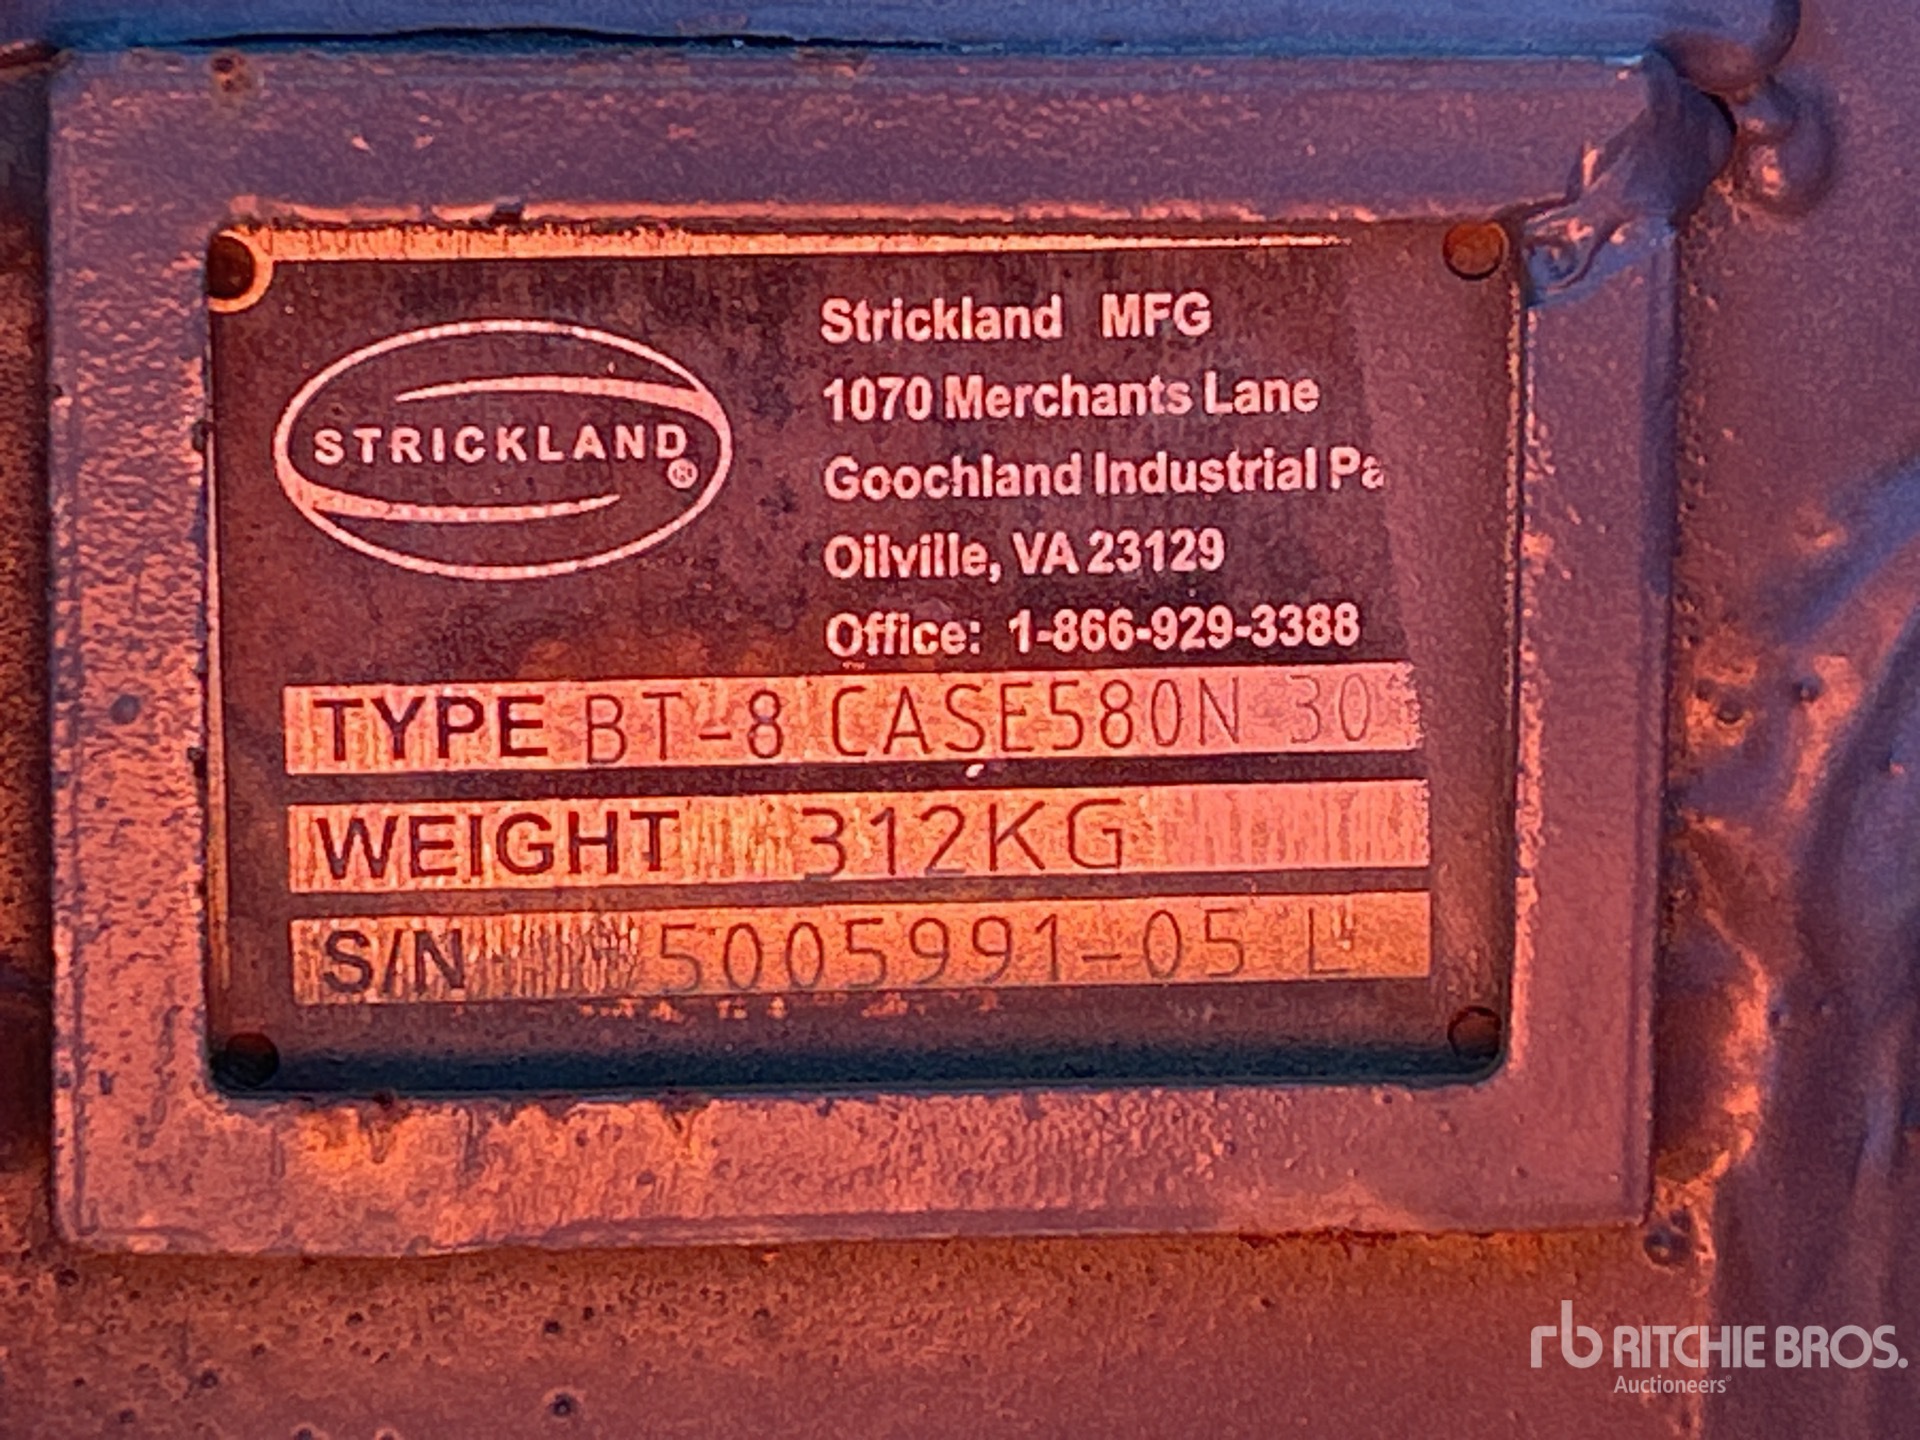 STRICKLAND®
Strickland MFG
1070 Merchants Lane
Goochland Industrial Pa
Oilville, VA 23129
Office: 1-866-929-3388
TYPE BT-8 CASE580N 30"
WEIGHT 312KG
S/N 5005991-05 L
rb RITCHIE BROS.
Auctioneers